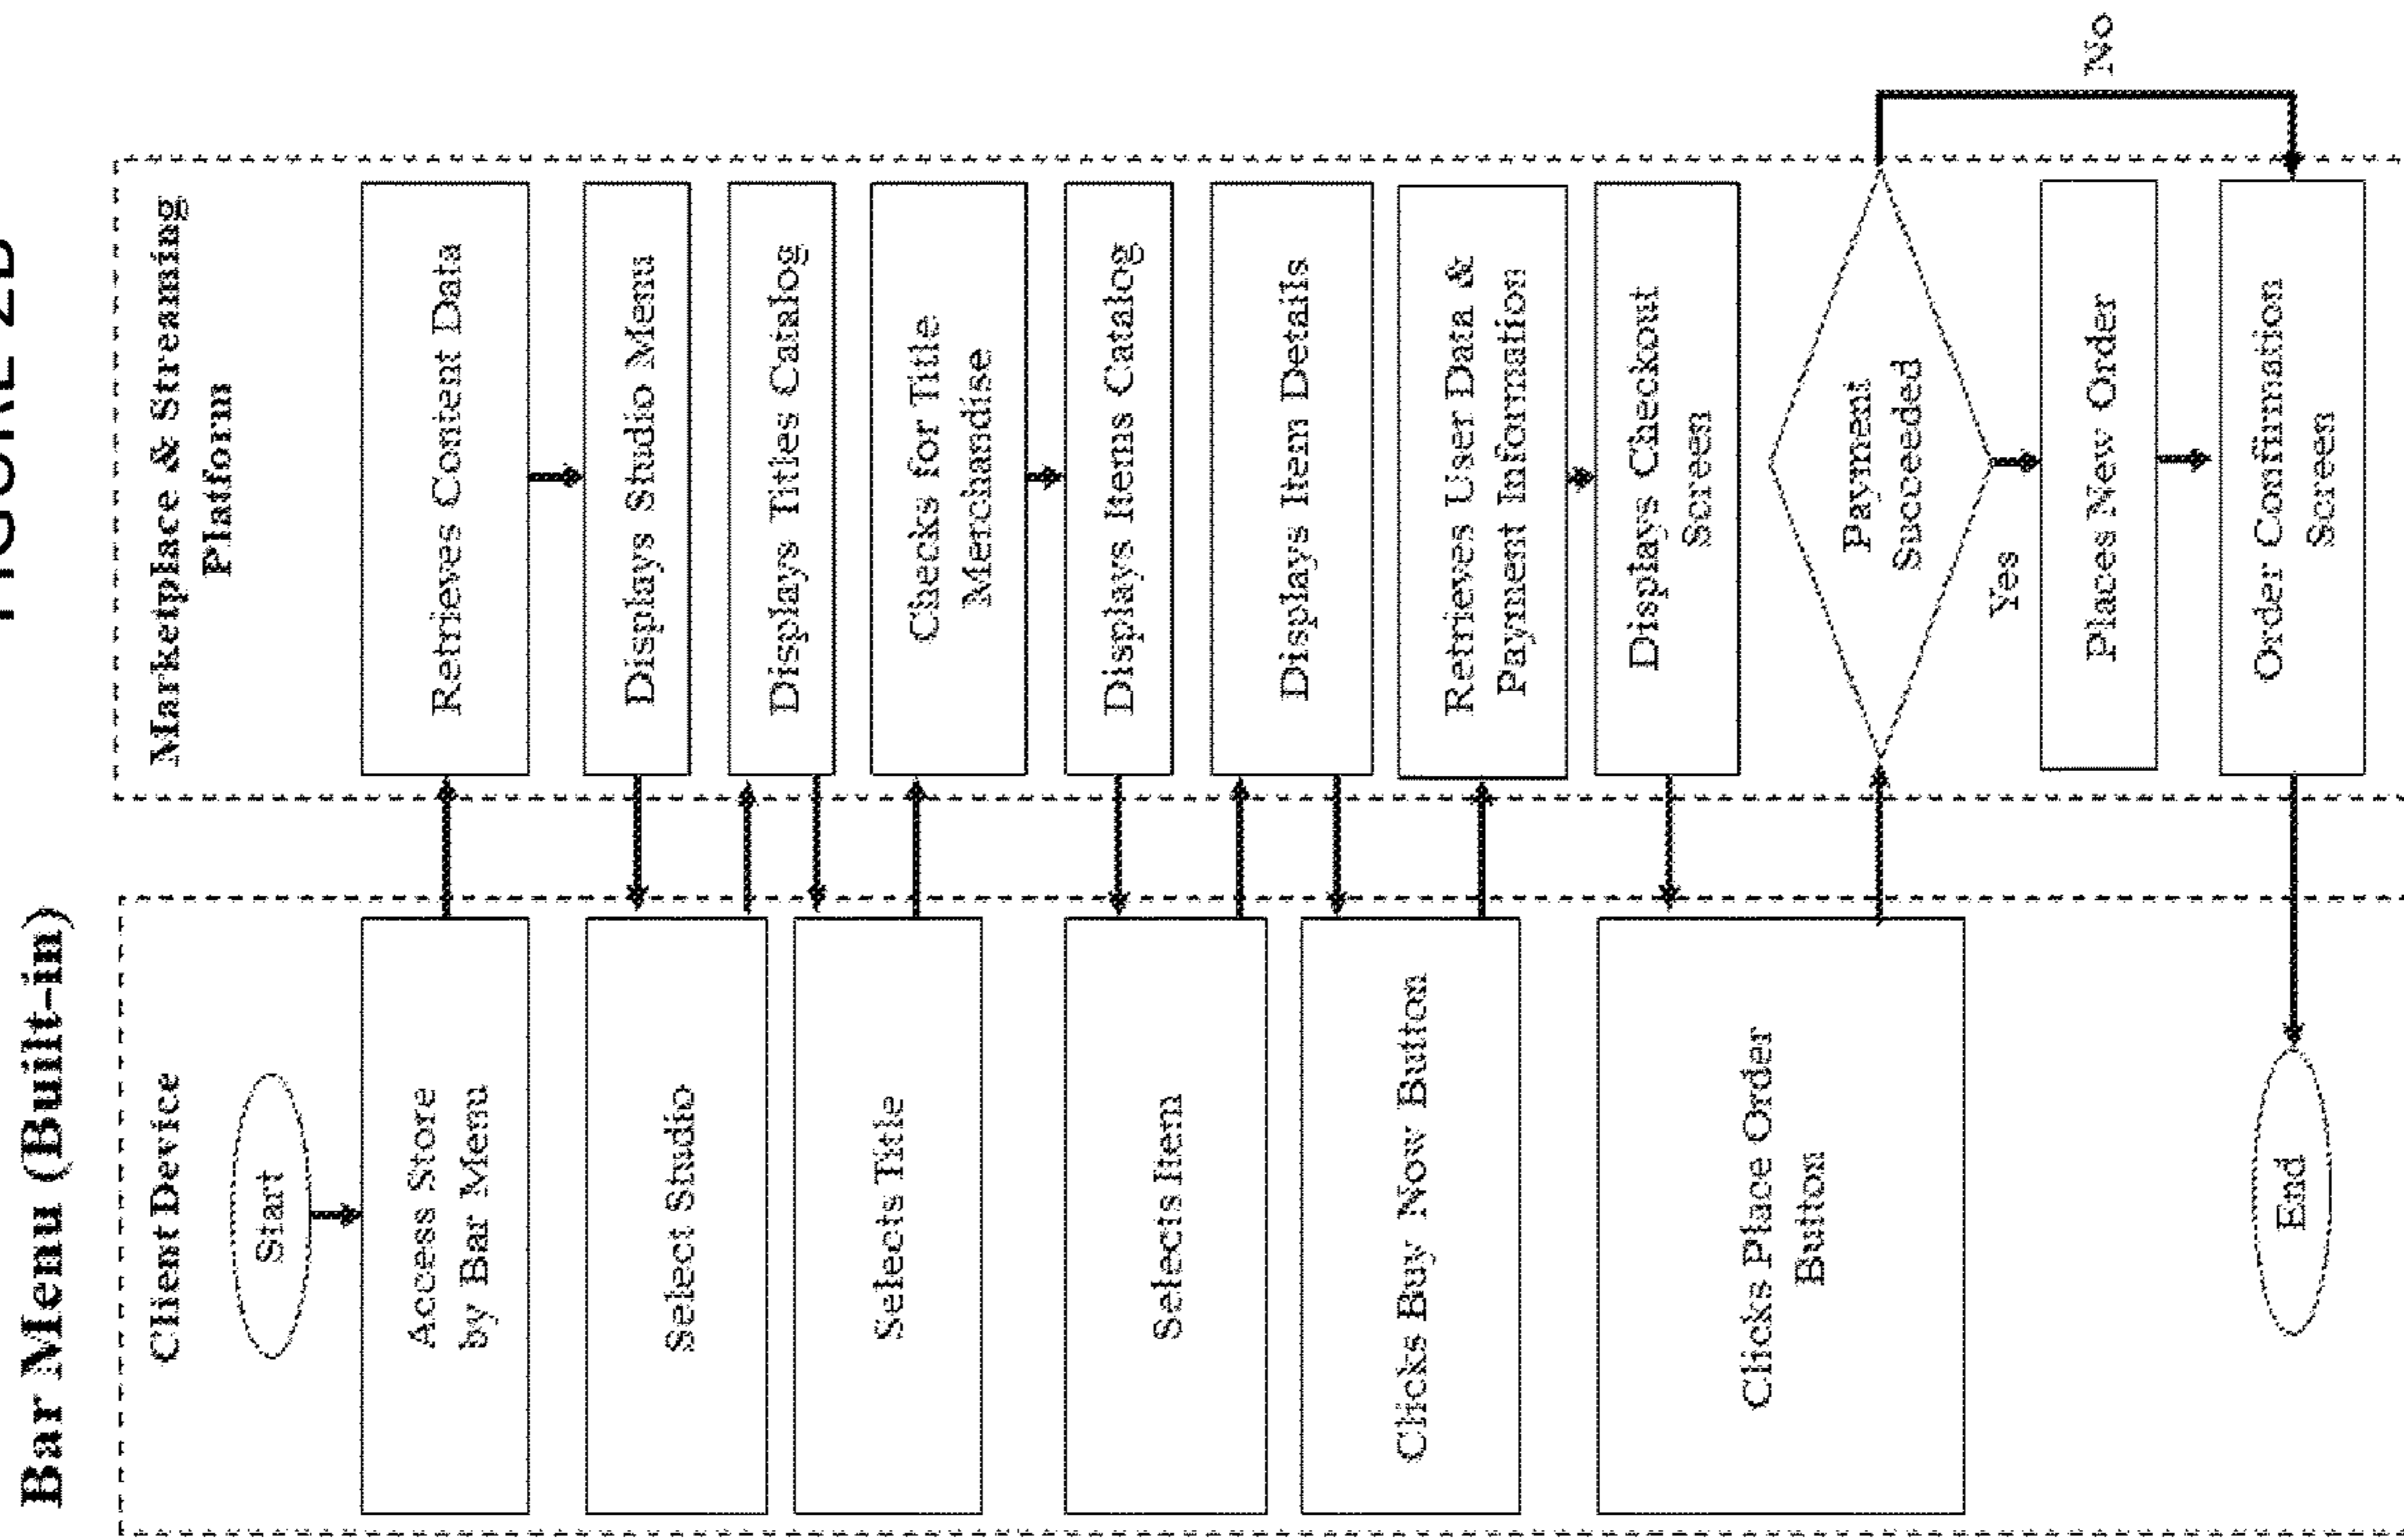 Bar Menu (Built-in)
Client Device
Start
Access Store
by Bar Menu
Select Studio
Selects Title
Selects Item
Clicks Buy Now Button
Clicks Place Order
Button
End
Marketplace & Streaming
Platform
Retrieves Content Data
Displays Studio Menu
Displays Titles Catalog
Checks for Title
Merchandise
Displays Items Catalog
Displays Item Details
Retrieves User Data &
Payment Information
Displays Checkout
Screen
Payment
Succeeded
Yes
No
Places New Order
Order Confirmation
Screen